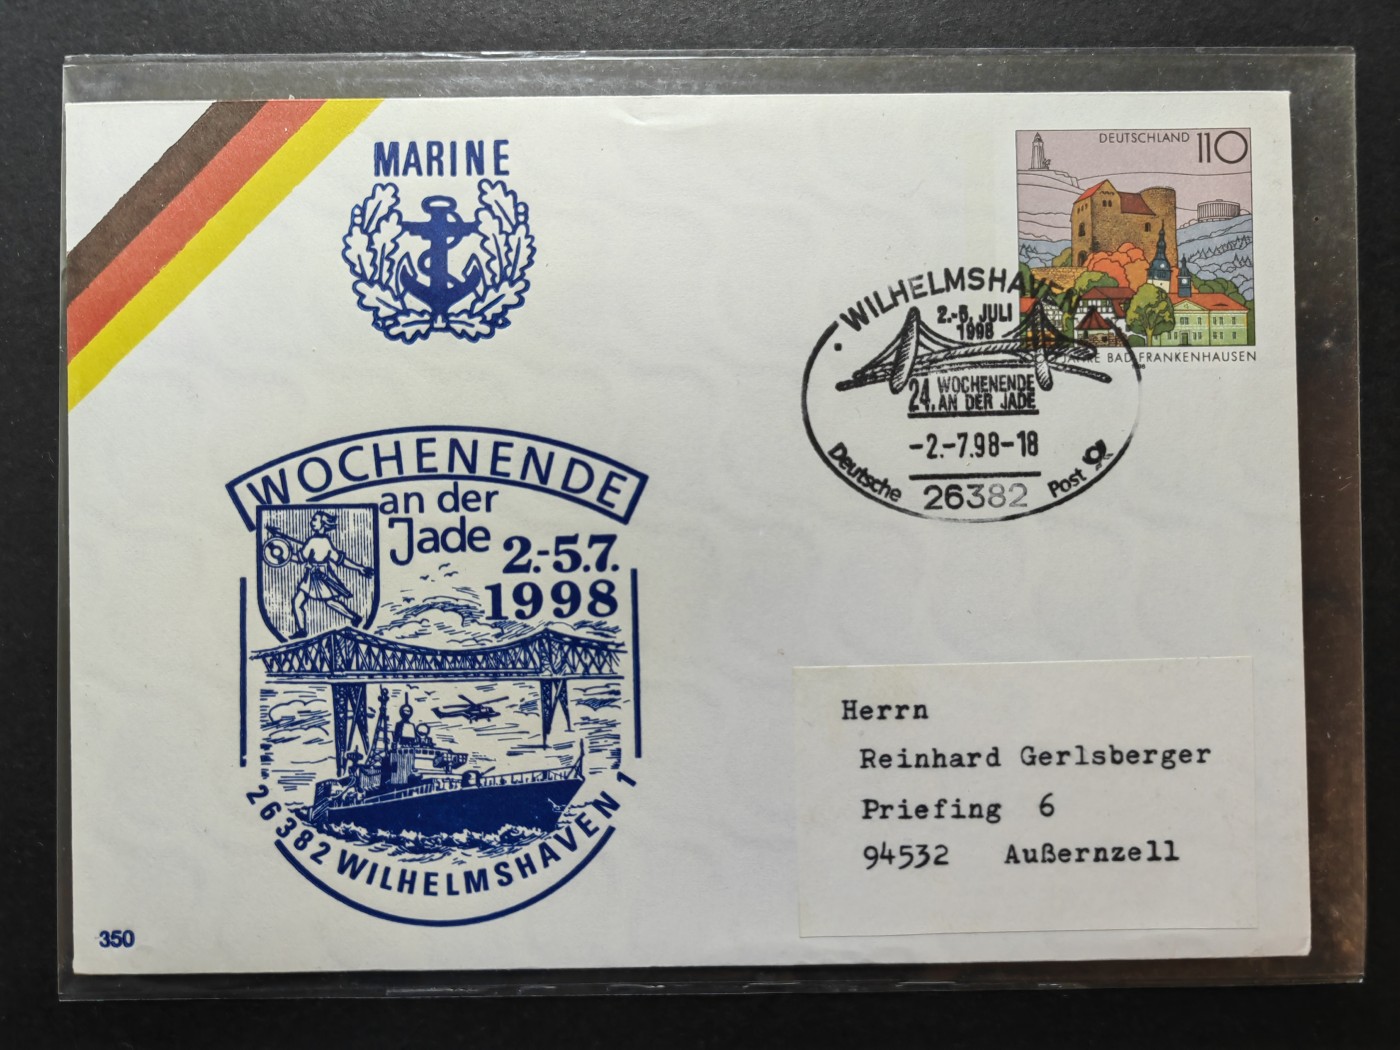 MARINE
DEUTSCHLAND 110
JAHRE BAD FRANKENHAUSEN
WILHELMSHAVEN
2.-5. JULI
1998
24. WOCHENENDE
AN DER JADE
-2.-7.98-18
Deutsche Post
26382
WOCHENENDE
an der
Jade
2.-5.7.
1998
26382 WILHELMSHAVEN 1
Herrn
Reinhard Gerlsberger
Priefing 6
94532 Außernzell
350